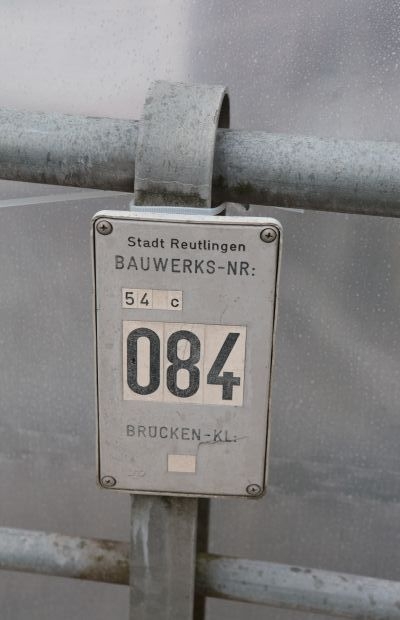 Stadt Reutlingen
BAUWERKS-NR:
54 c
084
BRÜCKEN-KL: